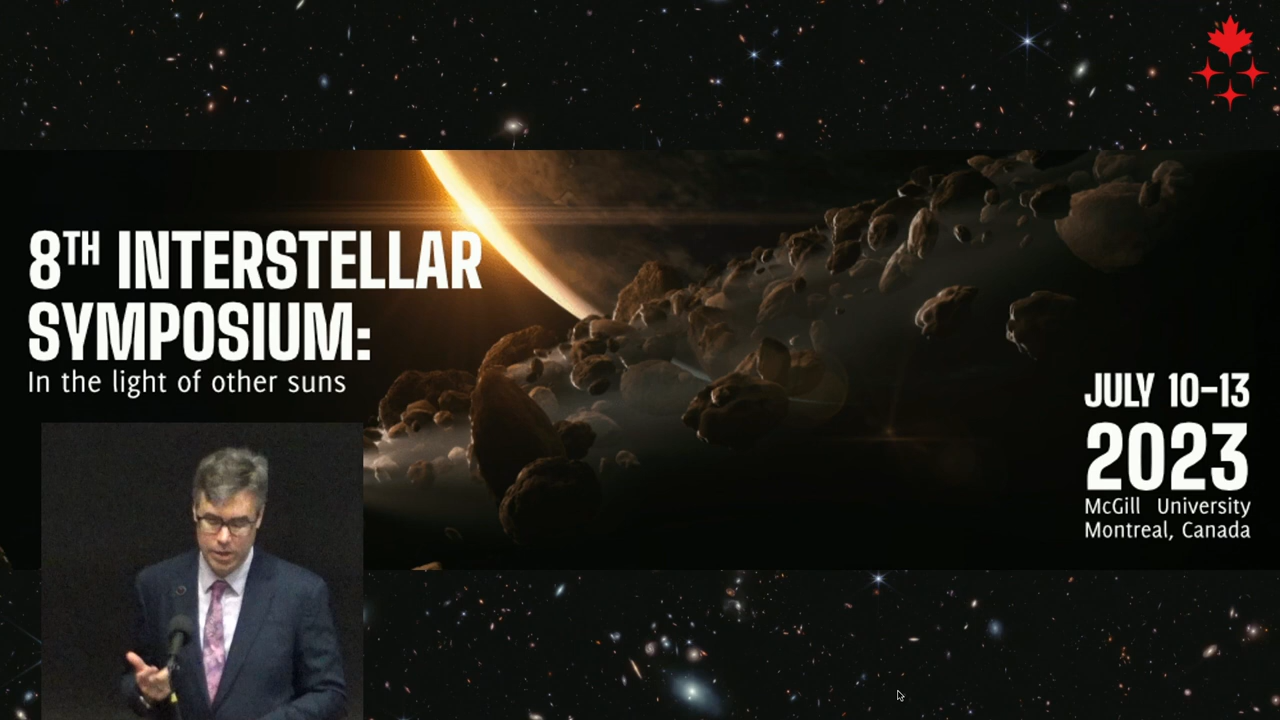 8TH INTERSTELLAR
SYMPOSIUM:
In the light of other suns
JULY 10-13
2023
McGill University
Montreal, Canada